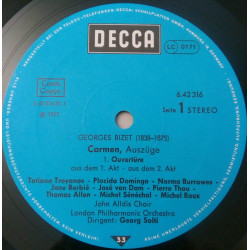 DECCA
LC 0171
6.42316
Seite 1 STEREO
GEORGES BIZET (1838-1875)
Carmen, Auszüge
1. Ouvertüre
aus dem 1. Akt - aus dem 2. Akt
Tatiana Troyanos - Placido Domingo - Norma Burrowes
Jane Berbié - José van Dam - Pierre Thau
Thomas Allen - Michel Sénéchal - Michel Roux
John Alldis Choir
London Philharmonic Orchestra
Dirigent: Georg Solti
33